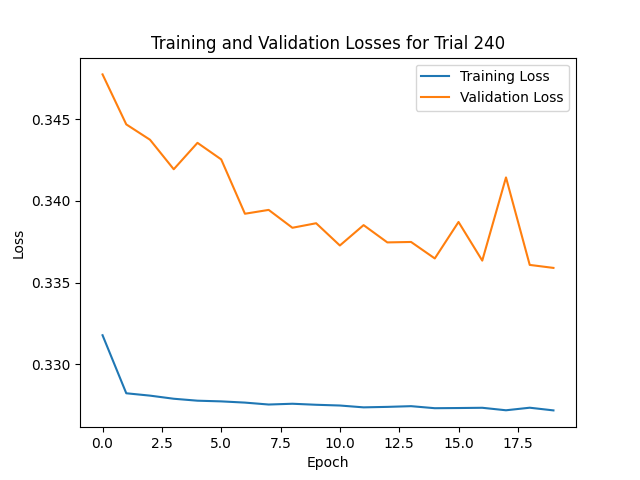 Training and Validation Losses for Trial 240
Training Loss
Validation Loss
0.345
0.340
0.335
0.330
Loss
0.0 2.5 5.0 7.5 10.0 12.5 15.0 17.5
Epoch